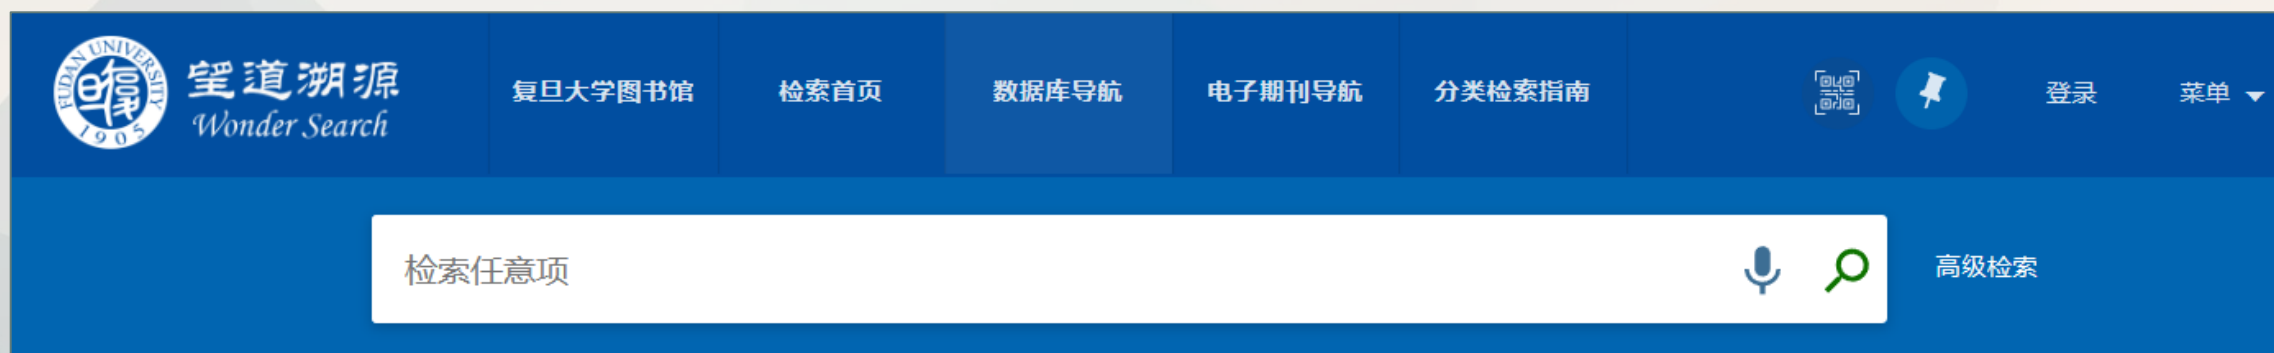 FUDAN UNIVERSITY
1905
望道溯源
Wonder Search
复旦大学图书馆
检索首页
数据库导航
电子期刊导航
分类检索指南
登录
菜单
检索任意项
高级检索